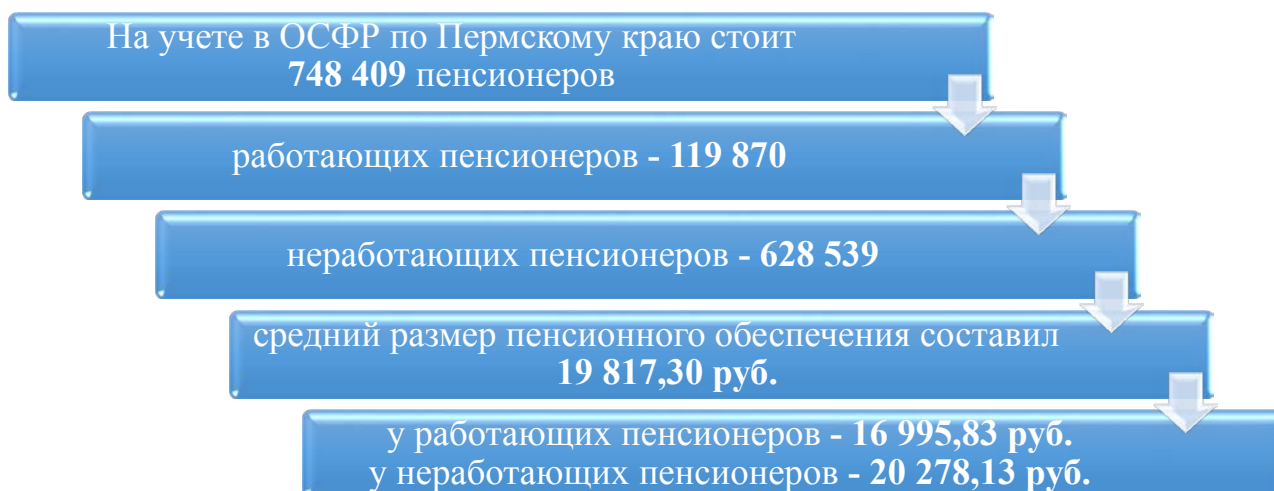 На учете в ОСФР по Пермскому краю стоит
748 409 пенсионеров
работающих пенсионеров - 119 870
неработающих пенсионеров - 628 539
средний размер пенсионного обеспечения составил
19 817,30 руб.
у работающих пенсионеров - 16 995,83 руб.
у неработающих пенсионеров - 20 278,13 руб.